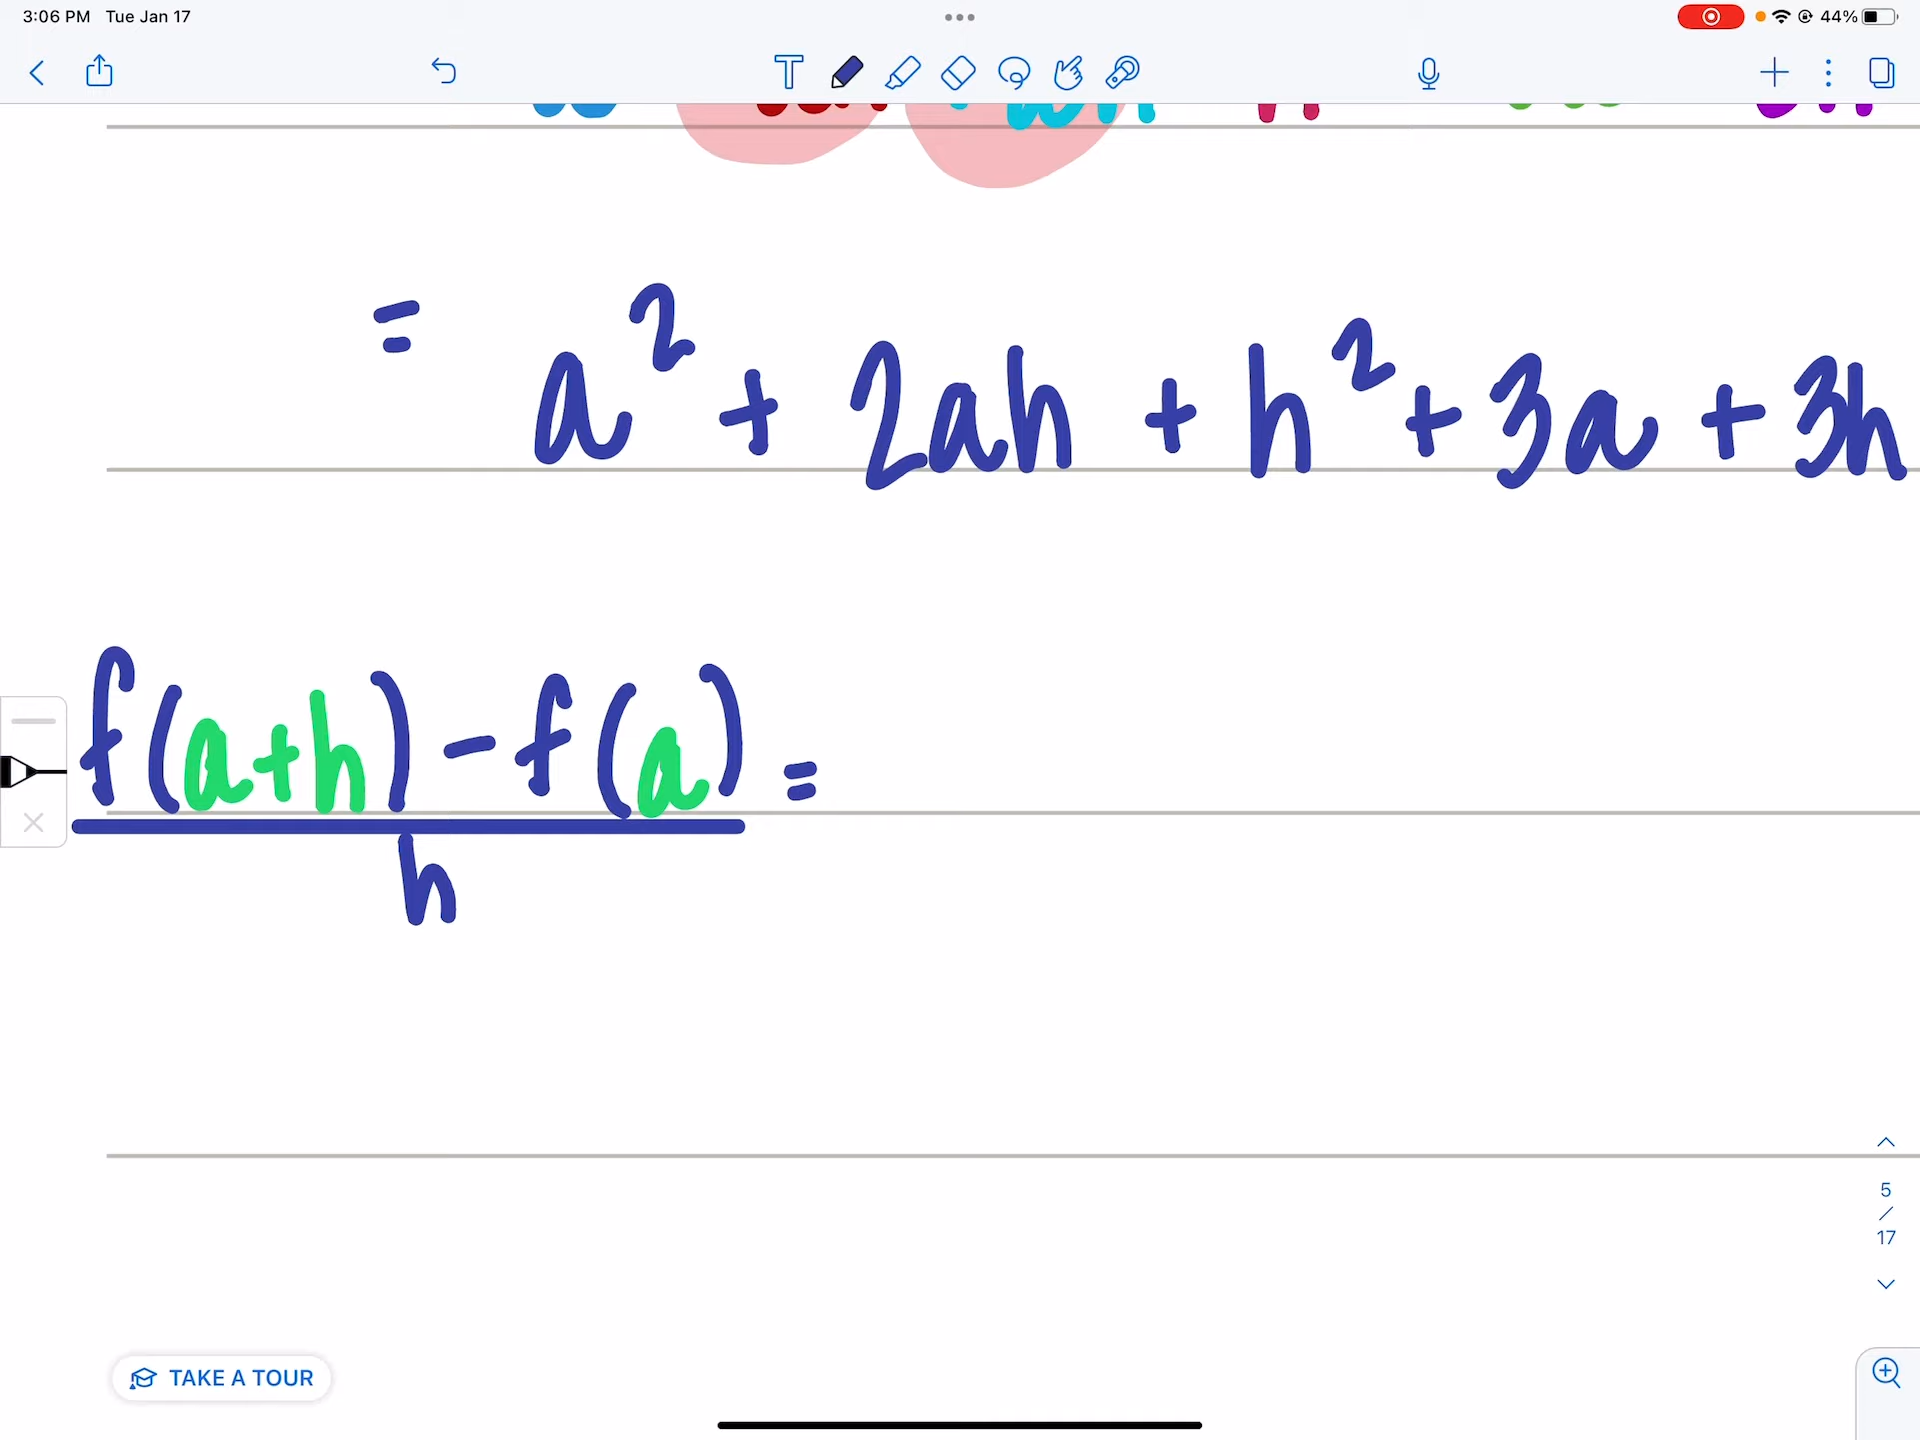 3:06 PM Tue Jan 17
44%
= a² + 2ah + h² + 3a + 3h
f(a+h) - f(a) =
h
5
/
17
TAKE A TOUR